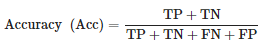 Accuracy (Acc) = TP + TN / TP + TN + FN + FP